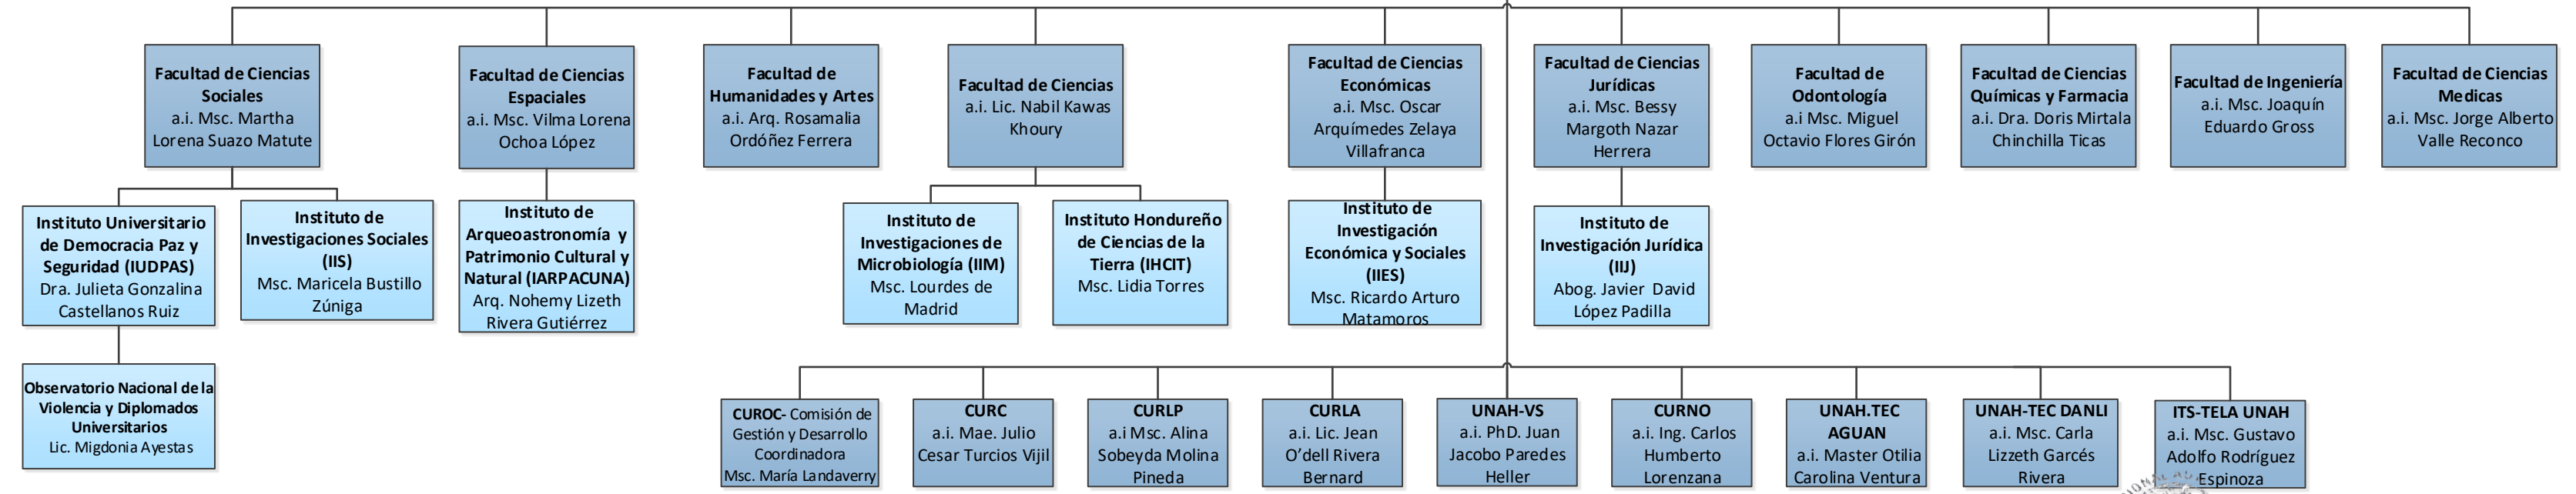 Facultad de Ciencias
Sociales
a.i. Msc. Martha
Lorena Suazo Matute
Facultad de Ciencias
Espaciales
a.i. Msc. Vilma Lorena
Ochoa López
Facultad de
Humanidades y Artes
a.i. Arq. Rosamalia
Ordóñez Ferrera
Facultad de Ciencias
a.i. Lic. Nabil Kawas
Khoury
Facultad de Ciencias
Económicas
a.i. Msc. Oscar
Arquímedes Zelaya
Villafranca
Facultad de Ciencias
Jurídicas
a.i. Msc. Bessy
Margoth Nazar
Herrera
Facultad de
Odontología
a.i Msc. Miguel
Octavio Flores Girón
Facultad de Ciencias
Químicas y Farmacia
a.i. Dra. Doris Mirtala
Chinchilla Ticas
Facultad de Ingeniería
a.i. Msc. Joaquín
Eduardo Gross
Facultad de Ciencias
Medicas
a.i. Msc. Jorge Alberto
Valle Reconco
Instituto Universitario
de Democracia Paz y
Seguridad (IUDPAS)
Dra. Julieta Gonzalina
Castellanos Ruiz
Instituto de
Investigaciones Sociales
(IIS)
Msc. Maricela Bustillo
Zúniga
Instituto de
Arqueoastronomía y
Patrimonio Cultural y
Natural (IARPACUNA)
Arq. Nohemy Lizeth
Rivera Gutiérrez
Instituto de
Investigaciones de
Microbiología (IIM)
Msc. Lourdes de
Madrid
Instituto Hondureño
de Ciencias de la
Tierra (IHCIT)
Msc. Lidia Torres
Instituto de
Investigación
Económica y Sociales
(IIES)
Msc. Ricardo Arturo
Matamoros
Instituto de
Investigación Jurídica
(IIJ)
Abog. Javier David
López Padilla
Observatorio Nacional de la
Violencia y Diplomados
Universitarios
Lic. Migdonia Ayestas
CUROC- Comisión de
Gestión y Desarrollo
Coordinadora
Msc. María Landaverry
CURC
a.i. Mae. Julio
Cesar Turcios Vijil
CURLP
a.i Msc. Alina
Sobeyda Molina
Pineda
CURLA
a.i. Lic. Jean
O'dell Rivera
Bernard
UNAH-VS
a.i. PhD. Juan
Jacobo Paredes
Heller
CURNO
a.i. Ing. Carlos
Humberto
Lorenzana
UNAH.TEC
AGUAN
a.i. Master Otilia
Carolina Ventura
UNAH-TEC DANLI
a.i. Msc. Carla
Lizzeth Garcés
Rivera
ITS-TELA UNAH
a.i. Msc. Gustavo
Adolfo Rodríguez
Espinoza